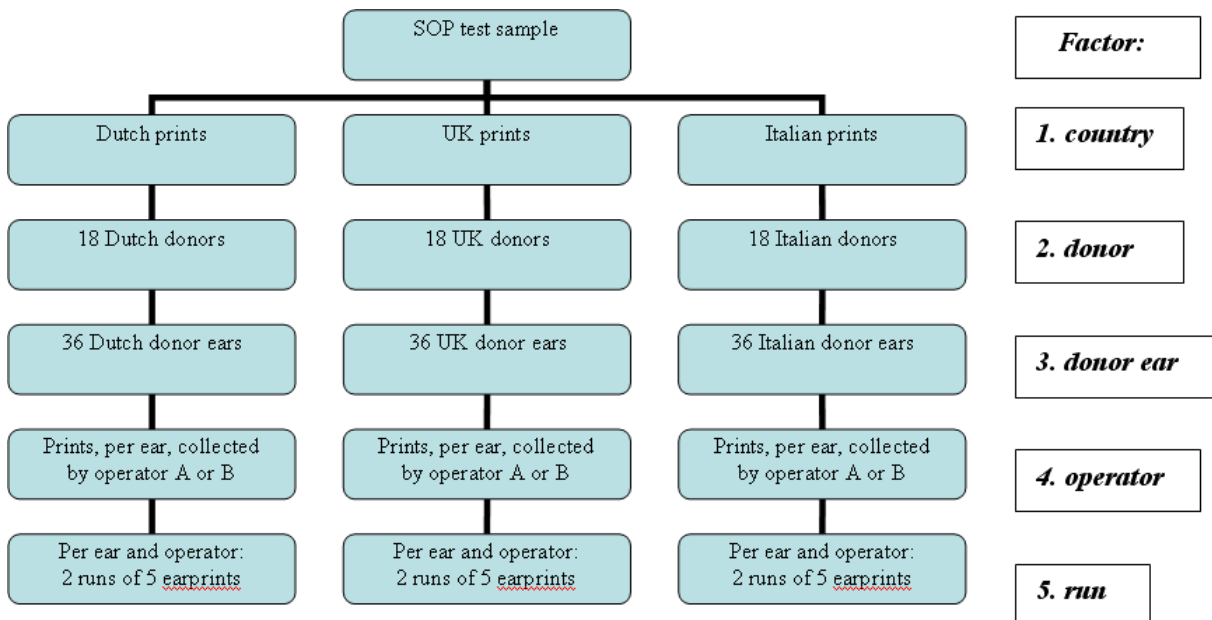 SOP test sample
Factor:
Dutch prints
UK prints
Italian prints
1. country
18 Dutch donors
18 UK donors
18 Italian donors
2. donor
36 Dutch donor ears
36 UK donor ears
36 Italian donor ears
3. donor ear
Prints, per ear, collected
by operator A or B
Prints, per ear, collected
by operator A or B
Prints, per ear, collected
by operator A or B
4. operator
Per ear and operator:
2 runs of 5 earprints
Per ear and operator:
2 runs of 5 earprints
Per ear and operator:
2 runs of 5 earprints
5. run